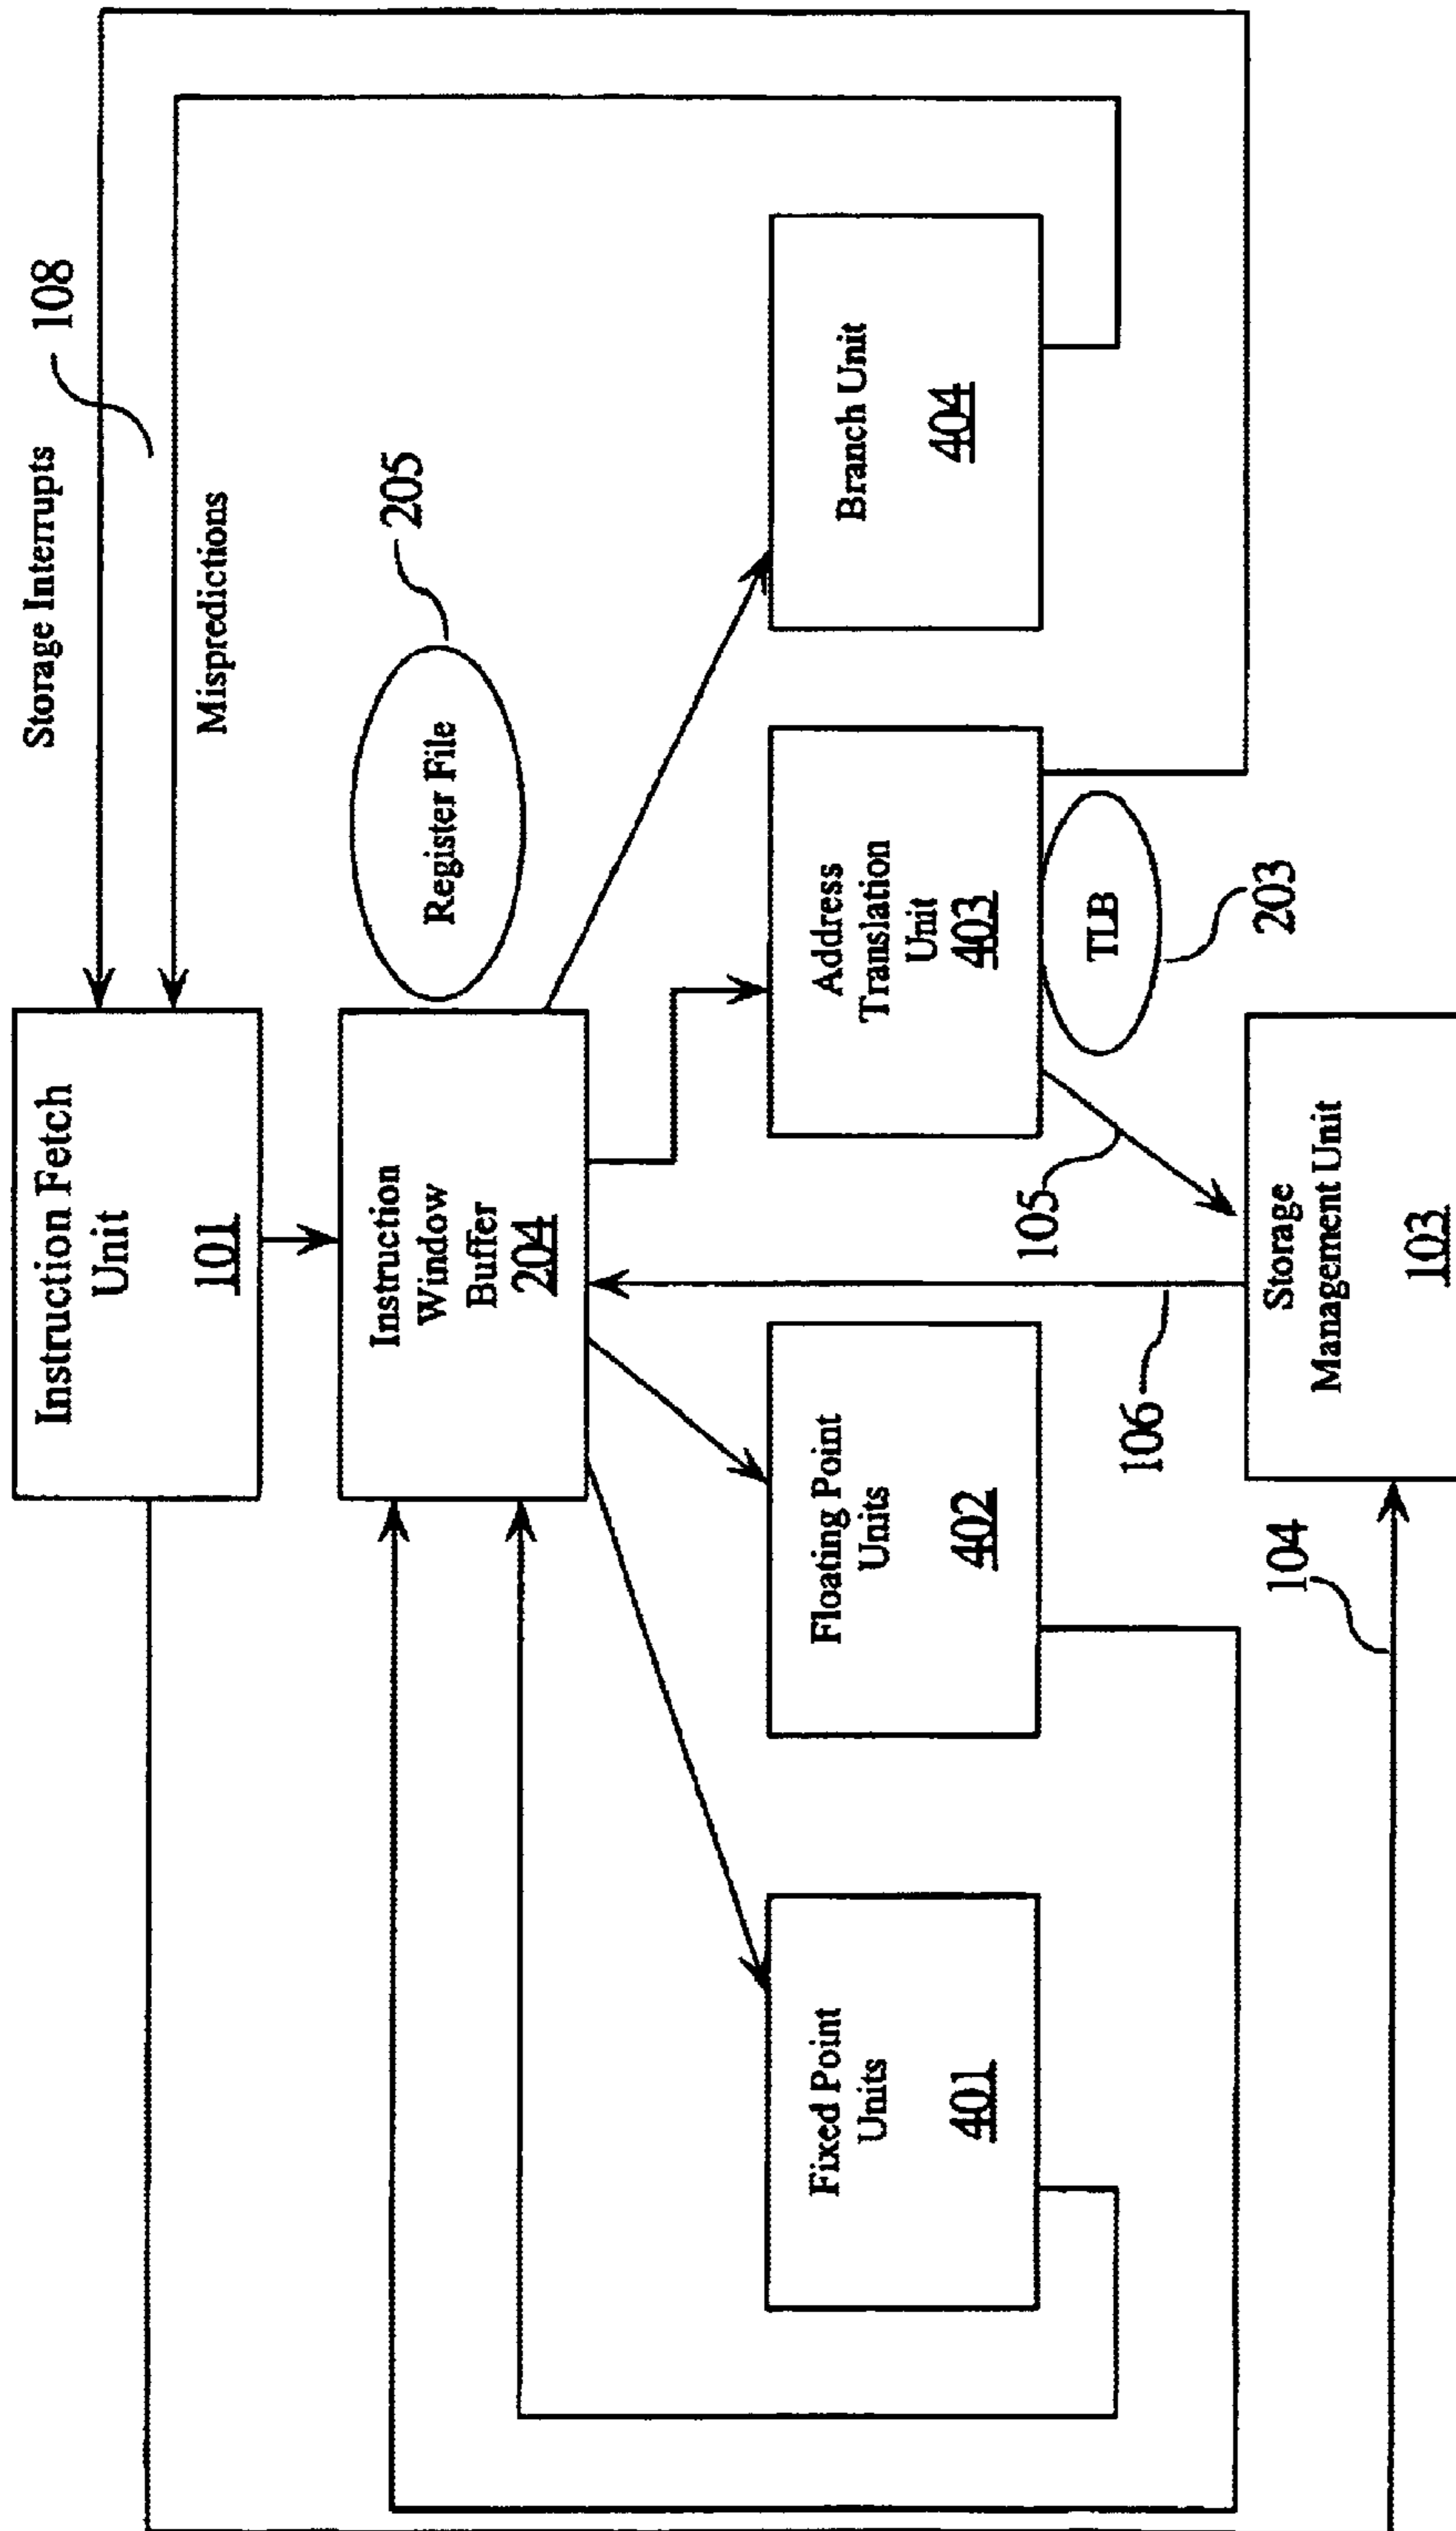 Storage Interrupts
108
Mispredictions
Instruction Fetch
Unit
101
Register File
205
Instruction
Window
Buffer
204
Fixed Point
Units
401
Floating Point
Units
402
Address
Translation
Unit
403
Branch Unit
404
TLB
203
105
106
104
Storage
Management Unit
103